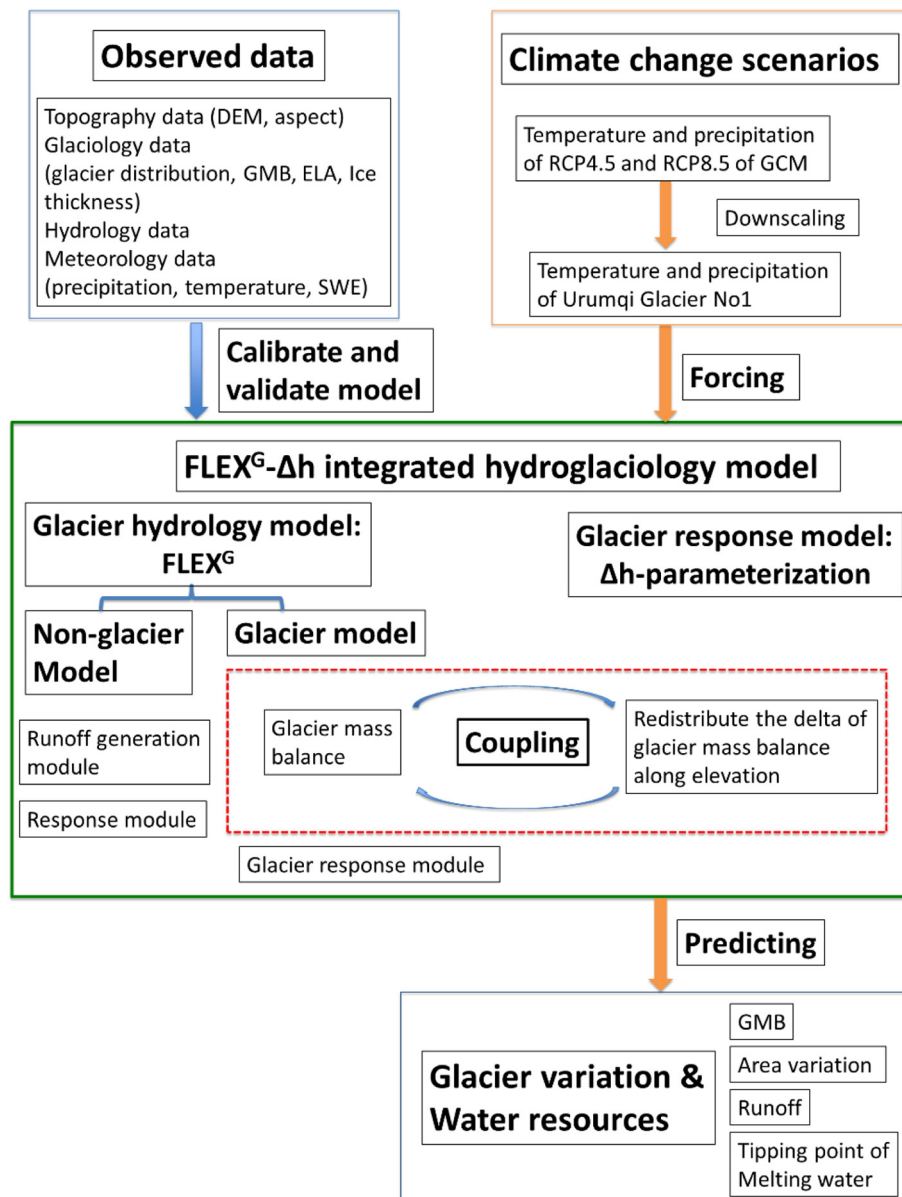 Observed data
Topography data (DEM, aspect)
Glaciology data
(glacier distribution, GMB, ELA, Ice
thickness)
Hydrology data
Meteorology data
(precipitation, temperature, SWE)
Climate change scenarios
Temperature and precipitation
of RCP4.5 and RCP8.5 of GCM
Downscaling
Temperature and precipitation
of Urumqi Glacier No1
Calibrate and
validate model
Forcing
FLEXᴳ-Δh integrated hydroglaciology model
Glacier hydrology model:
FLEXᴳ
Glacier response model:
Δh-parameterization
Non-glacier
Model
Glacier model
Runoff generation
module
Response module
Glacier mass
balance
Coupling
Redistribute the delta of
glacier mass balance
along elevation
Glacier response module
Predicting
Glacier variation &
Water resources
GMB
Area variation
Runoff
Tipping point of
Melting water